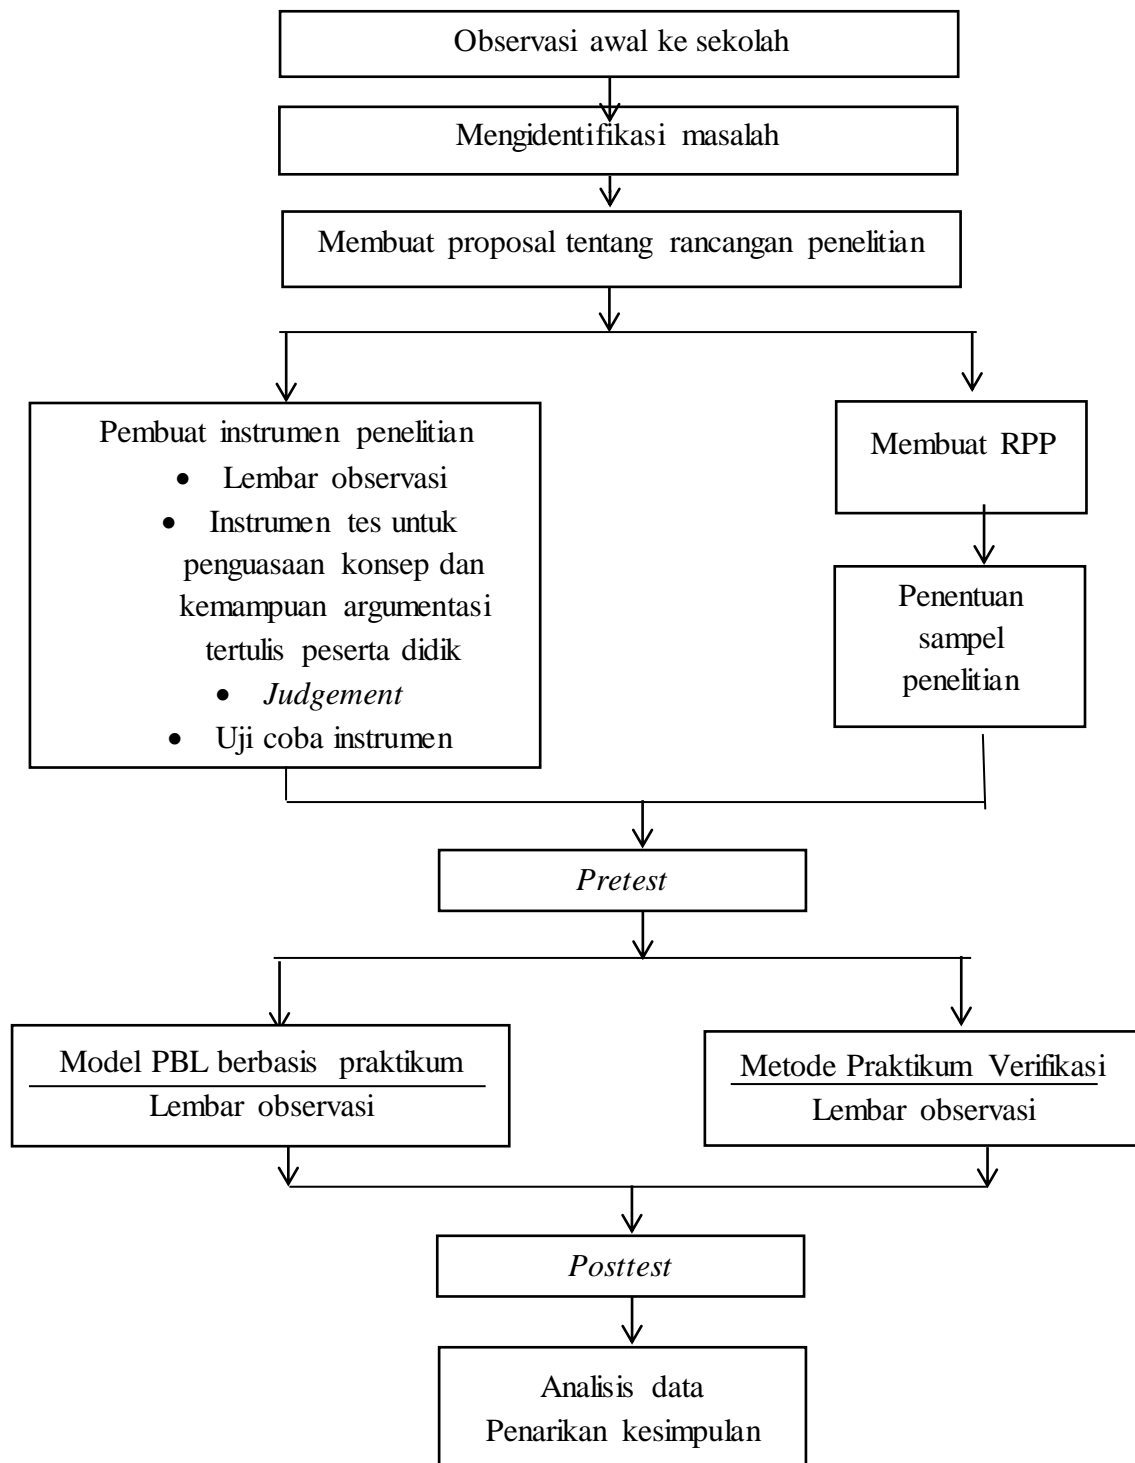 Observasi awal ke sekolah
Mengidentifikasi masalah
Membuat proposal tentang rancangan penelitian
Pembuat instrumen penelitian
• Lembar observasi
• Instrumen tes untuk
penguasaan konsep dan
kemampuan argumentasi
tertulis peserta didik
• Judgement
• Uji coba instrumen
Membuat RPP
Penentuan
sampel
penelitian
Pretest
Model PBL berbasis praktikum
Lembar observasi
Metode Praktikum Verifikasi
Lembar observasi
Posttest
Analisis data
Penarikan kesimpulan